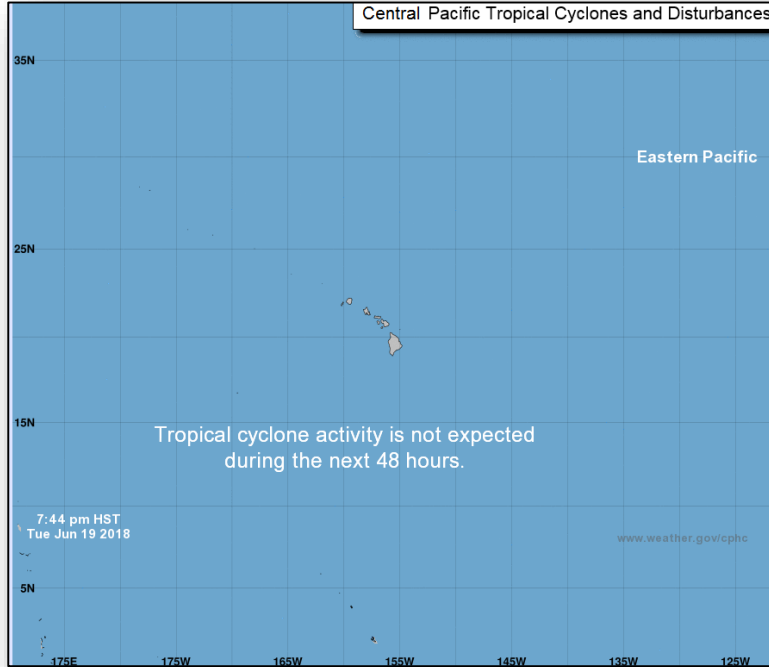 Central Pacific Tropical Cyclones and Disturbances
35N
Eastern Pacific
25N
15N
Tropical cyclone activity is not expected
during the next 48 hours.
7:44 pm HST
Tue Jun 19 2018
www.weather.gov/cphc
5N
175E 175W 165W 155W 145W 135W 125W